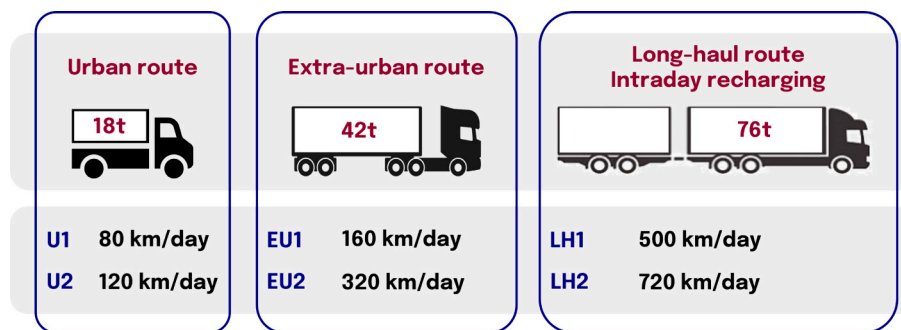 Urban route
18t
U1 80 km/day
U2 120 km/day
Extra-urban route
42t
EU1 160 km/day
EU2 320 km/day
Long-haul route
Intraday recharging
76t
LH1 500 km/day
LH2 720 km/day